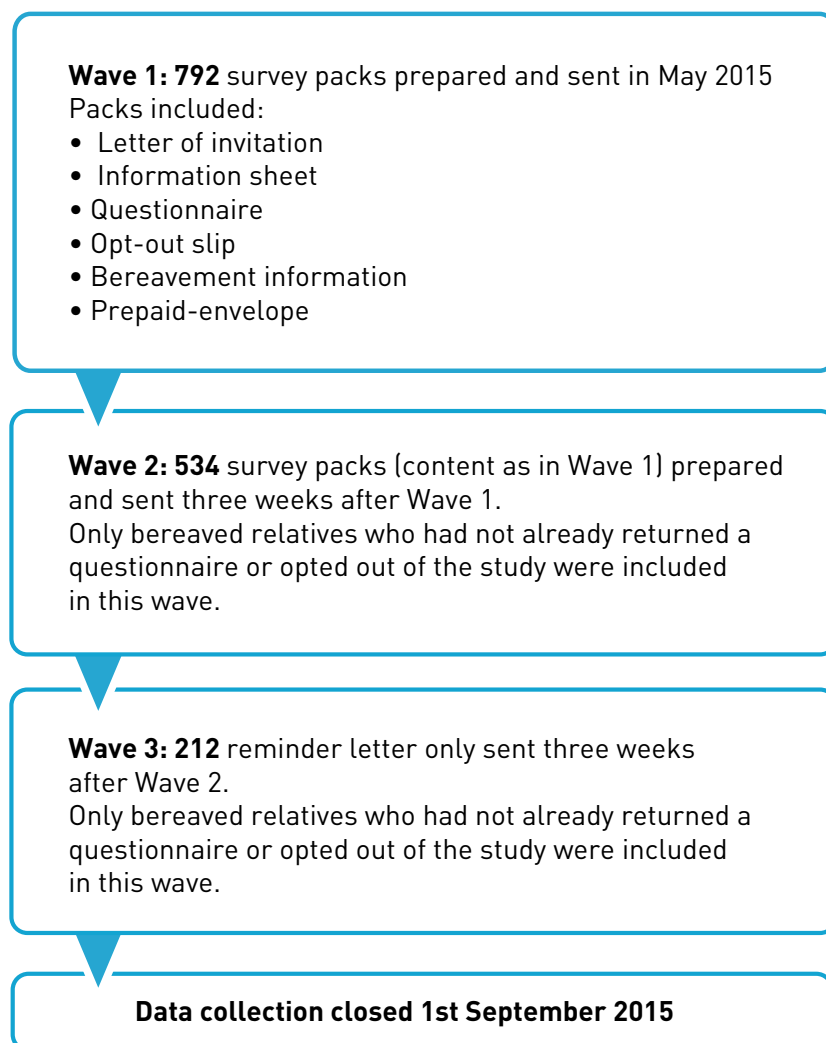 Wave 1: 792 survey packs prepared and sent in May 2015
Packs included:
• Letter of invitation
• Information sheet
• Questionnaire
• Opt-out slip
• Bereavement information
• Prepaid-envelope
Wave 2: 534 survey packs (content as in Wave 1) prepared
and sent three weeks after Wave 1.
Only bereaved relatives who had not already returned a
questionnaire or opted out of the study were included
in this wave.
Wave 3: 212 reminder letter only sent three weeks
after Wave 2.
Only bereaved relatives who had not already returned a
questionnaire or opted out of the study were included
in this wave.
Data collection closed 1st September 2015